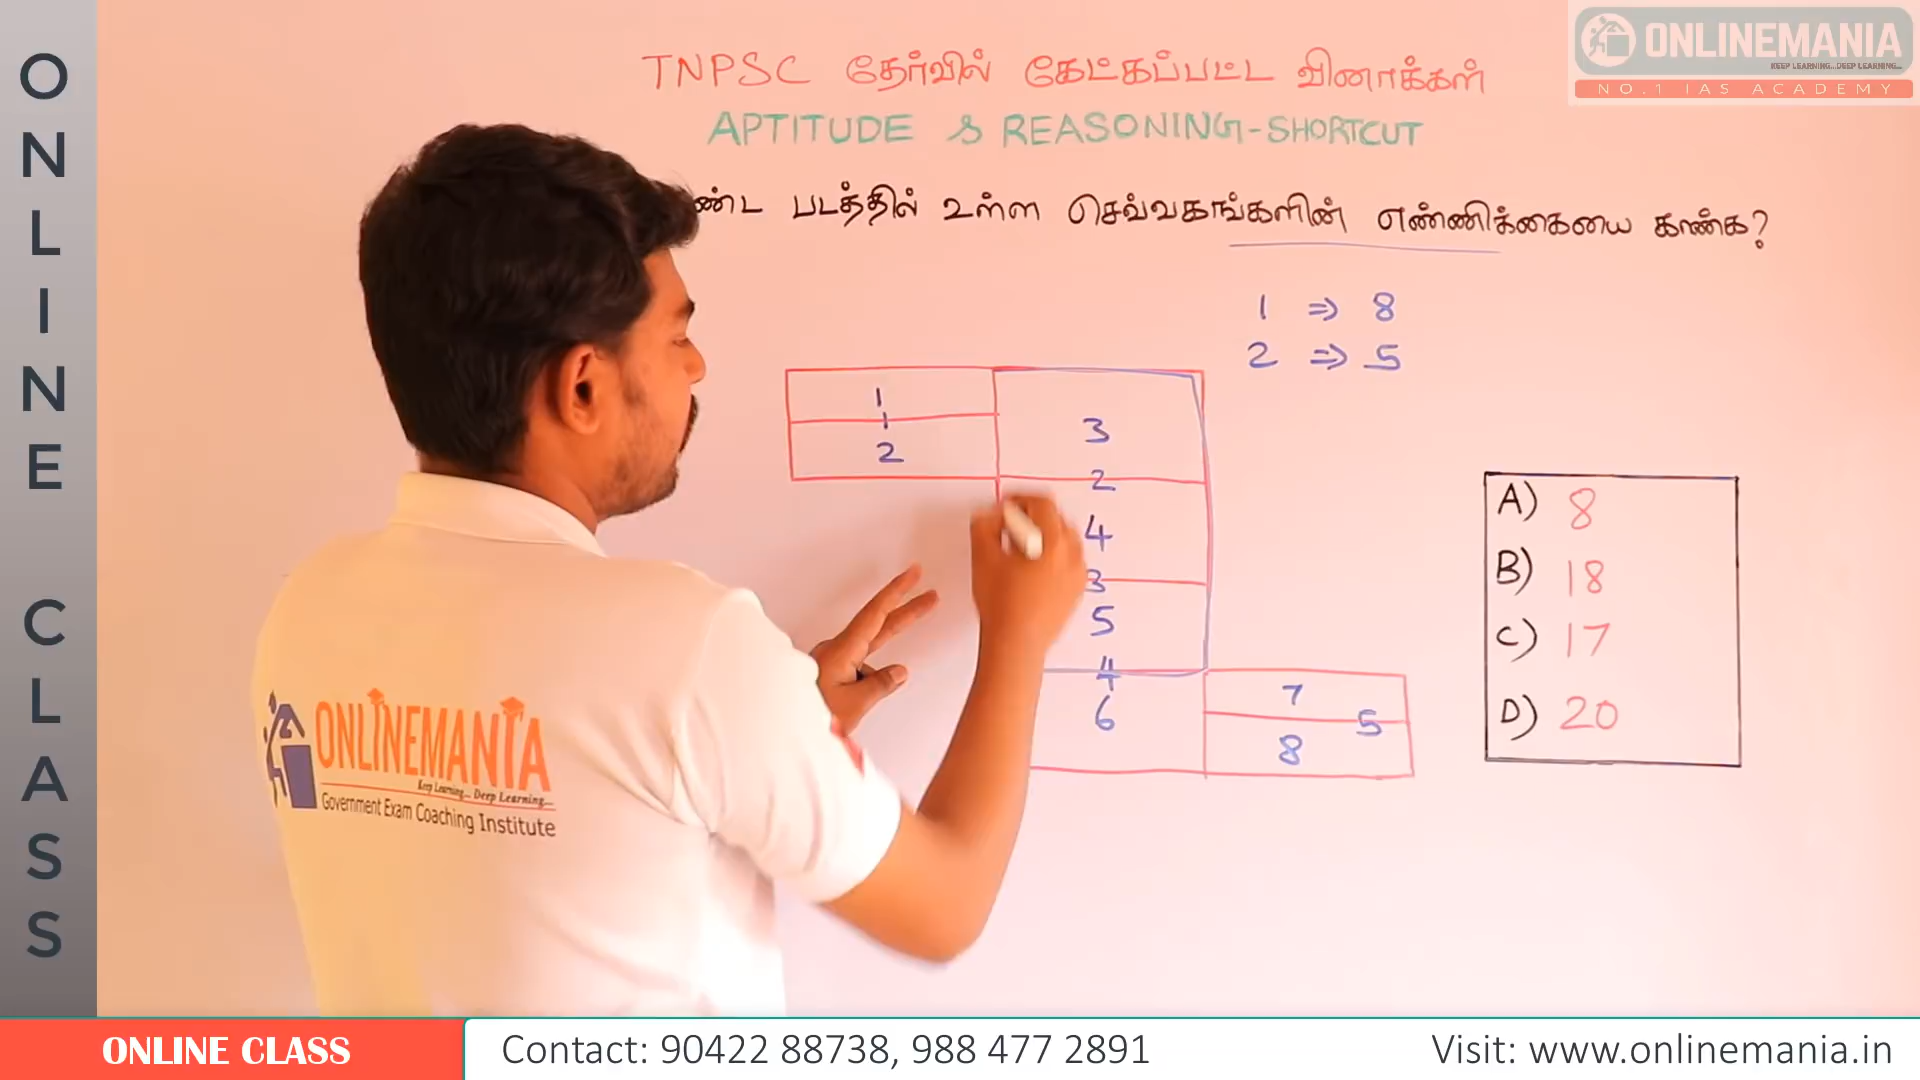 ONLINE CLASS
ONLINEMANIA
KEEP LEARNING...DEEP LEARNING...
NO.1 IAS ACADEMY
TNPSC தேர்வில் கேட்கப்பட்ட வினாக்கள்
APTITUDE & REASONING-SHORTCUT
படத்தில் உள்ள செவ்வகங்களின் எண்ணிக்கையை காண்க?
1 ⇒ 8
2 ⇒ 5
1
1
2
3
2
4
3
5
4
6
7
5
8
A) 8
B) 18
C) 17
D) 20
ONLINEMANIA
Keep Learning... Deep Learning...
Government Exam Coaching Institute
ONLINE CLASS
Contact: 90422 88738, 988 477 2891
Visit: www.onlinemania.in